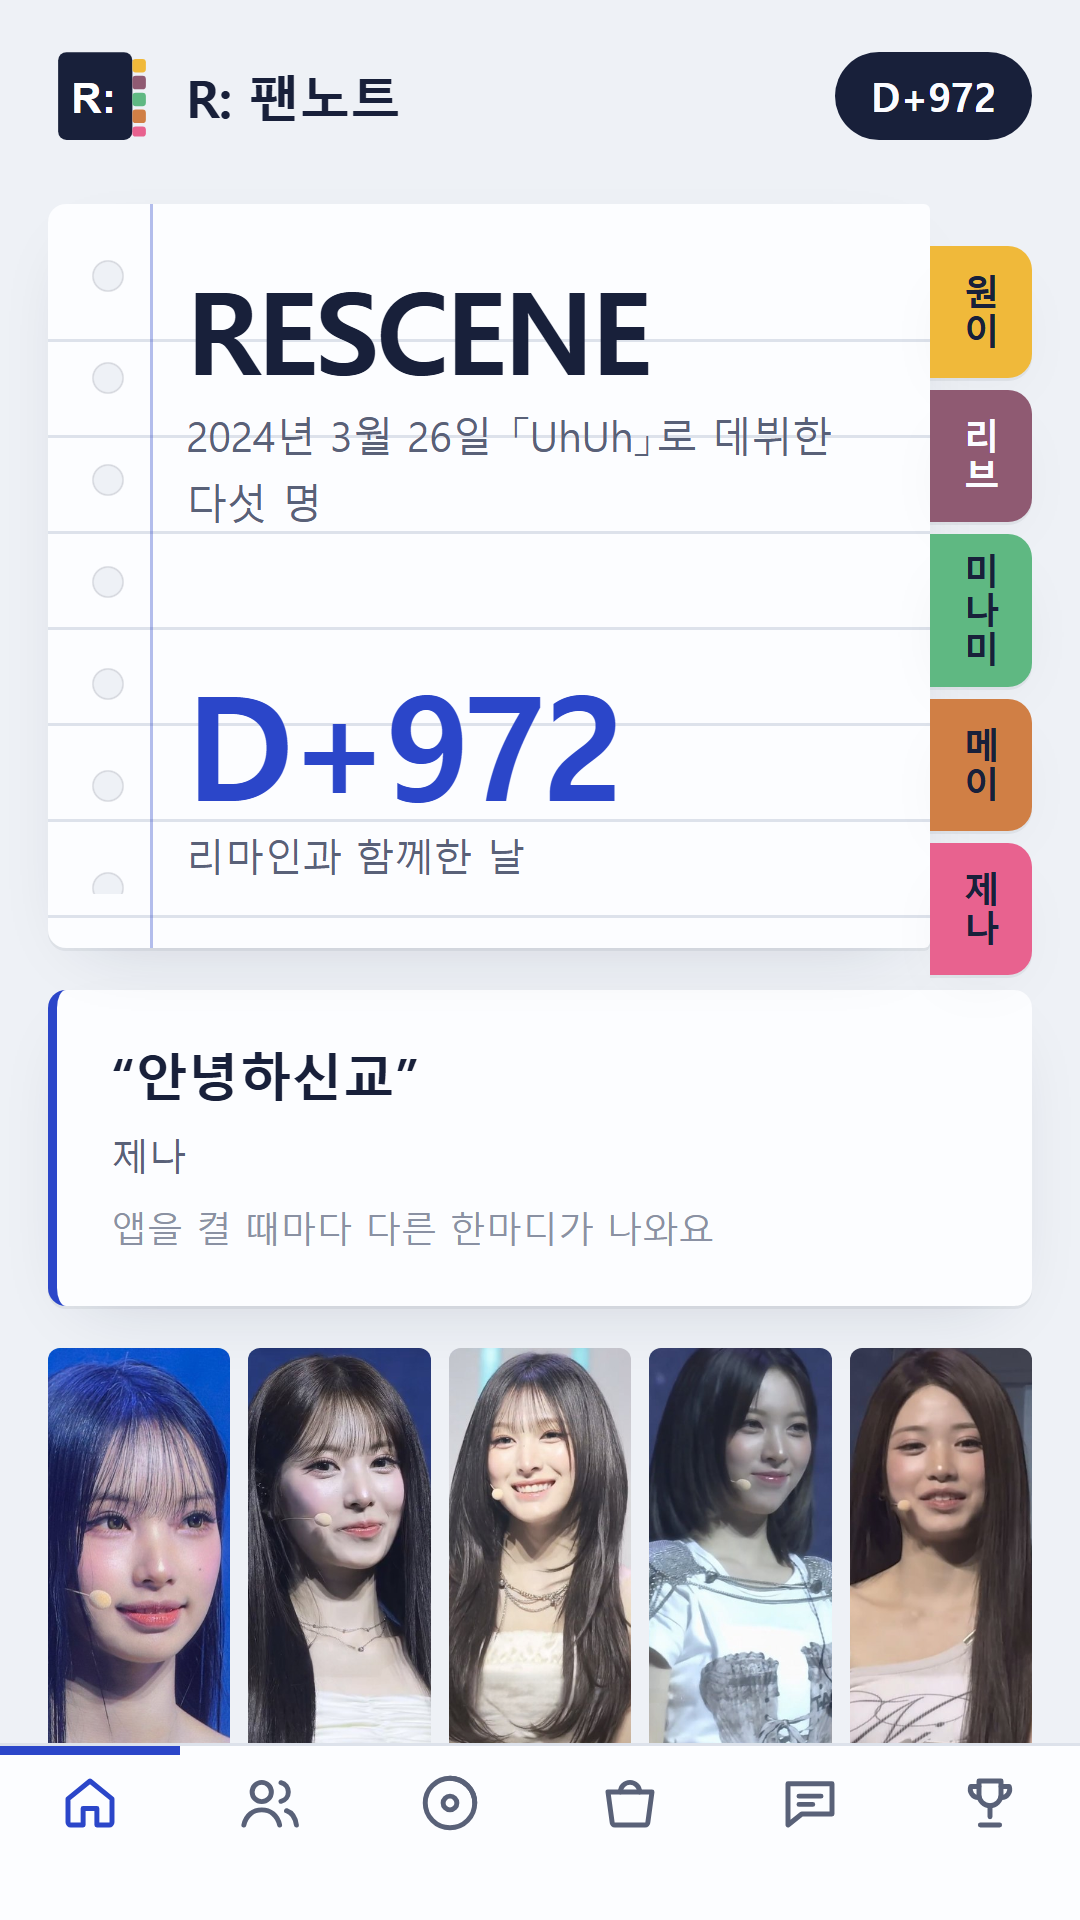 R: R: 팬노트
D+972
RESCENE
2024년 3월 26일 「UhUh」로 데뷔한
다섯 명
D+972
리마인과 함께한 날
원이
리브
미나미
메이
제나
“안녕하신교”
제나
앱을 켤 때마다 다른 한마디가 나와요